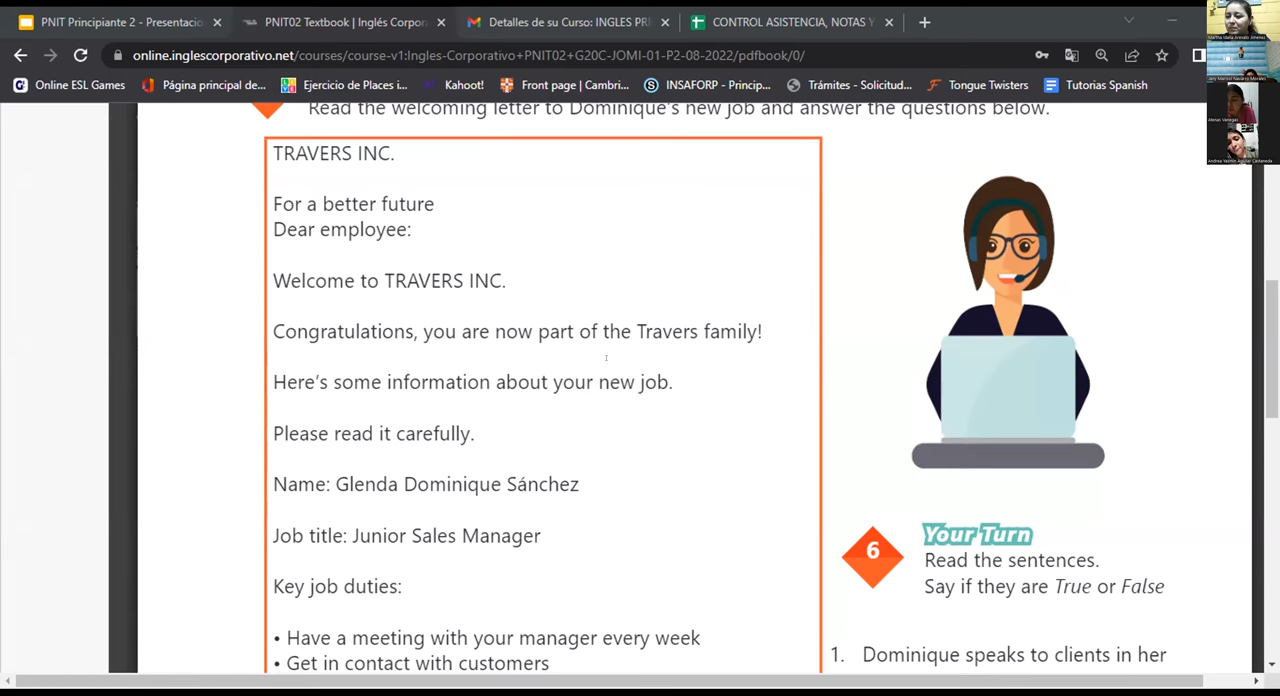 PNIT Principiante 2 - Presentacio
PNIT02 Textbook | Inglés Corpor
Detalles de su Curso: INGLES PRI
CONTROL ASISTENCIA, NOTAS Y
online.inglescorporativo.net/courses/course-v1:Ingles-Corporativo+PNIT02+G20C-JOMI-01-P2-08-2022/pdfbook/0/
Online ESL Games
Página principal de...
Ejercicio de Places i...
Kahoot!
Front page | Cambri...
INSAFORP - Princip...
Trámites - Solicitud...
Tongue Twisters
Tutorias Spanish
Read the welcoming letter to Dominique's new job and answer the questions below.
TRAVERS INC.
For a better future
Dear employee:
Welcome to TRAVERS INC.
Congratulations, you are now part of the Travers family!
Here's some information about your new job.
Please read it carefully.
Name: Glenda Dominique Sánchez
Job title: Junior Sales Manager
Key job duties:
• Have a meeting with your manager every week
• Get in contact with customers
6
Your Turn
Read the sentences.
Say if they are True or False
1. Dominique speaks to clients in her